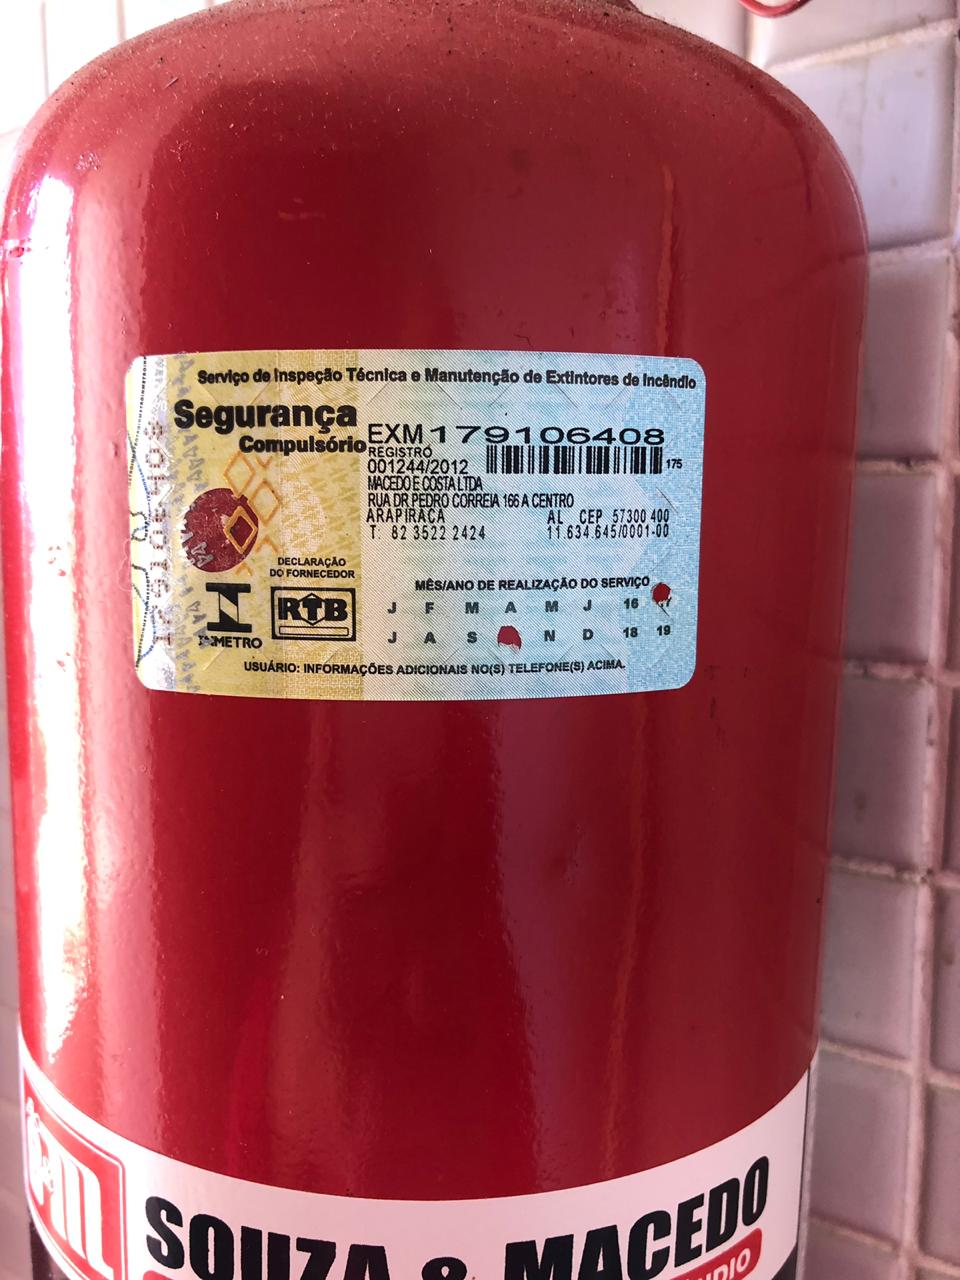 Serviço de Inspeção Técnica e Manutenção de Extintores de Incêndio
Segurança
Compulsório
EXM 179106408
REGISTRO
001244/2012
175
MACEDO E COSTA LTDA
RUA DR PEDRO CORREIA 166 A CENTRO
ARAPIRACA AL CEP 57300 400
T: 82 3522 2424 11.634.645/0001-00
DECLARAÇÃO
DO FORNECEDOR
INMETRO
RTB
MÊS/ANO DE REALIZAÇÃO DO SERVIÇO
J F M A M J 16 17
J A S N D 18 19
USUÁRIO: INFORMAÇÕES ADICIONAIS NO(S) TELEFONE(S) ACIMA.
SOUZA & MACEDO